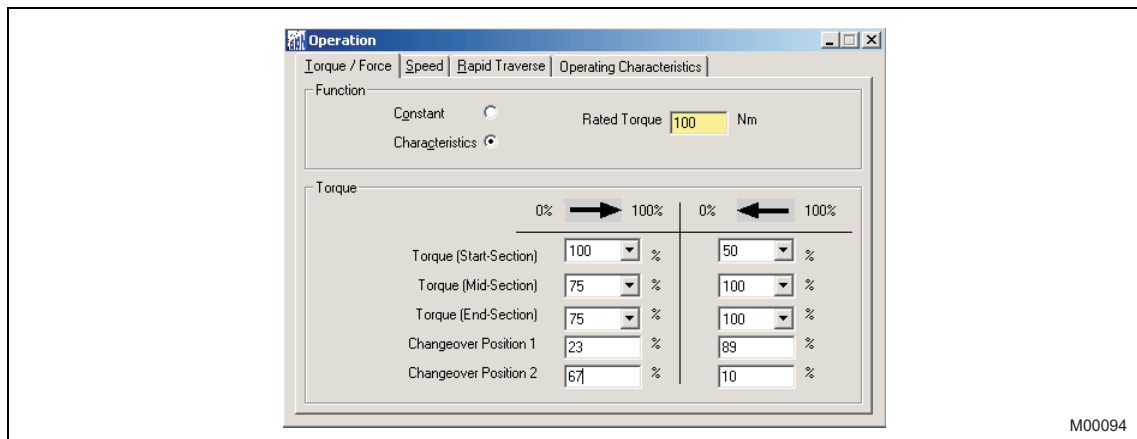 Operation
Torque / Force Speed Rapid Traverse Operating Characteristics
Function
Constant
Rated Torque 100 Nm
Characteristics
Torque
0% 100% 0% 100%
Torque (Start-Section) 100 % 50 %
Torque (Mid-Section) 75 % 100 %
Torque (End-Section) 75 % 100 %
Changeover Position 1 23 % 89 %
Changeover Position 2 67 % 10 %
M00094